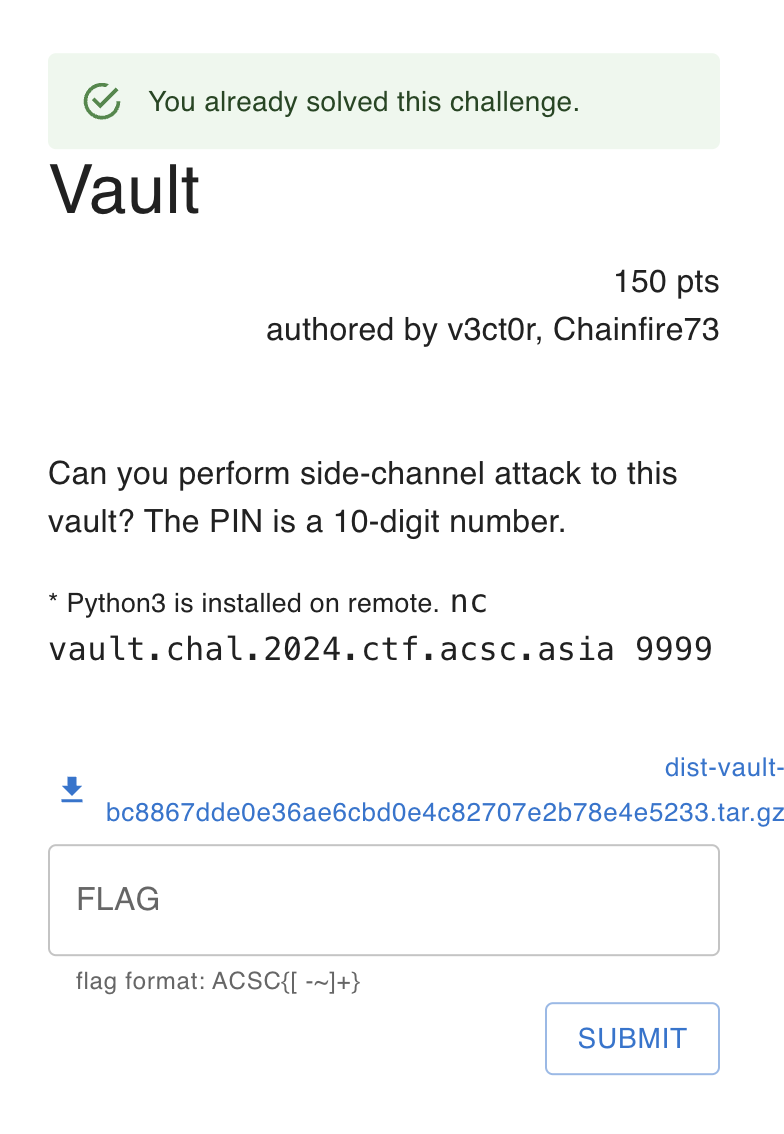 You already solved this challenge.
Vault
150 pts
authored by v3ct0r, Chainfire73
Can you perform side-channel attack to this
vault? The PIN is a 10-digit number.
* Python3 is installed on remote. nc
vault.chal.2024.ctf.acsc.asia 9999
dist-vault-
bc8867dde0e36ae6cbd0e4c82707e2b78e4e5233.tar.gz
FLAG
flag format: ACSC{[ -~]+}
SUBMIT